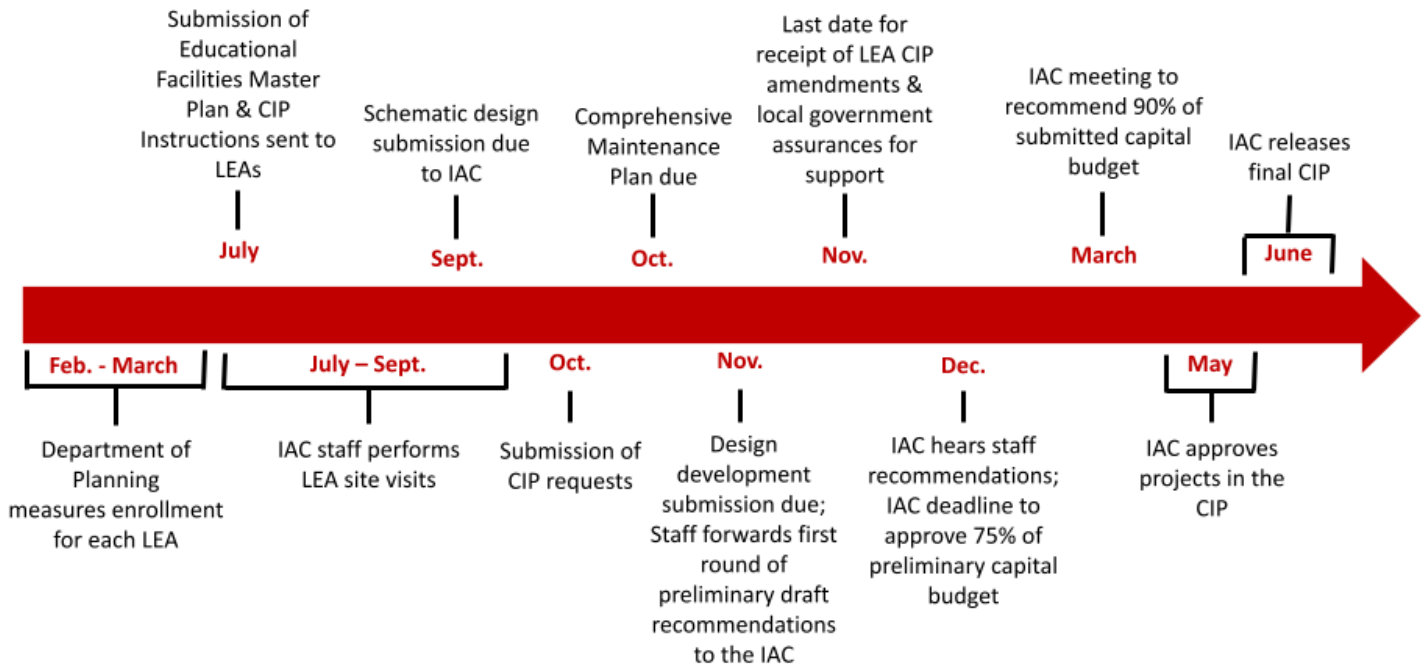 Submission of
Educational
Facilities Master
Plan & CIP
Instructions sent to
LEAs
July
Schematic design
submission due
to IAC
Sept.
Comprehensive
Maintenance
Plan due
Oct.
Last date for
receipt of LEA CIP
amendments &
local government
assurances for
support
Nov.
IAC meeting to
recommend 90% of
submitted capital
budget
March
IAC releases
final CIP
June
Feb. - March
Department of
Planning
measures enrollment
for each LEA
July – Sept.
IAC staff performs
LEA site visits
Oct.
Submission of
CIP requests
Nov.
Design
development
submission due;
Staff forwards first
round of
preliminary draft
recommendations
to the IAC
Dec.
IAC hears staff
recommendations;
IAC deadline to
approve 75% of
preliminary capital
budget
May
IAC approves
projects in the
CIP